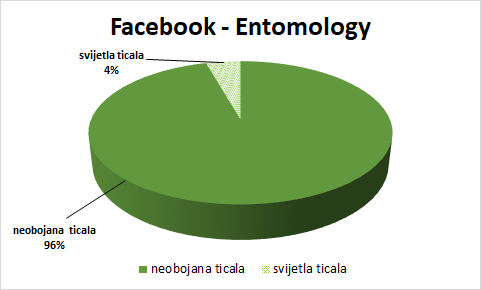 Facebook - Entomology
svijetla ticala
4%
neobojana ticala
96%
neobojana ticala
svijetla ticala